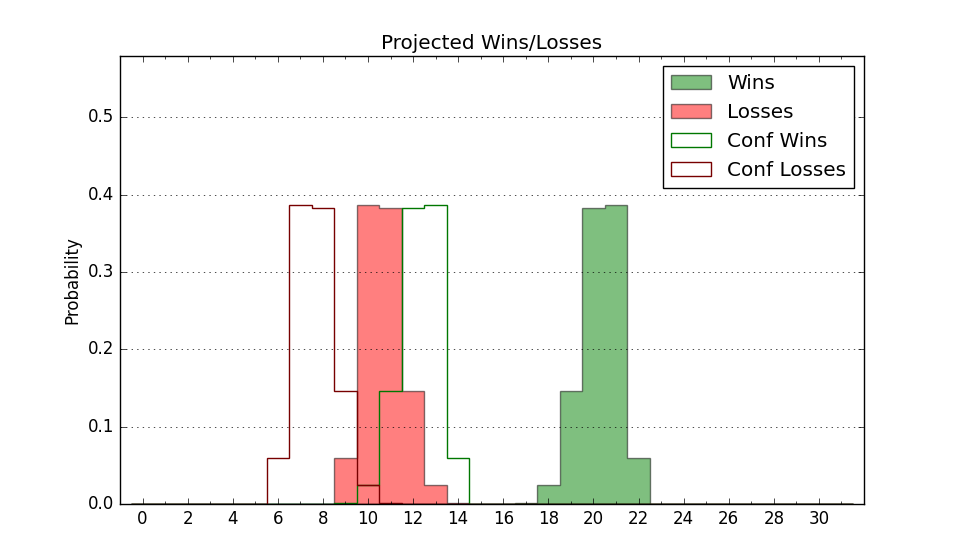 Projected Wins/Losses
Wins
Losses
Conf Wins
Conf Losses
Probability
0.5
0.4
0.3
0.2
0.1
0.0
0 2 4 6 8 10 12 14 16 18 20 22 24 26 28 30